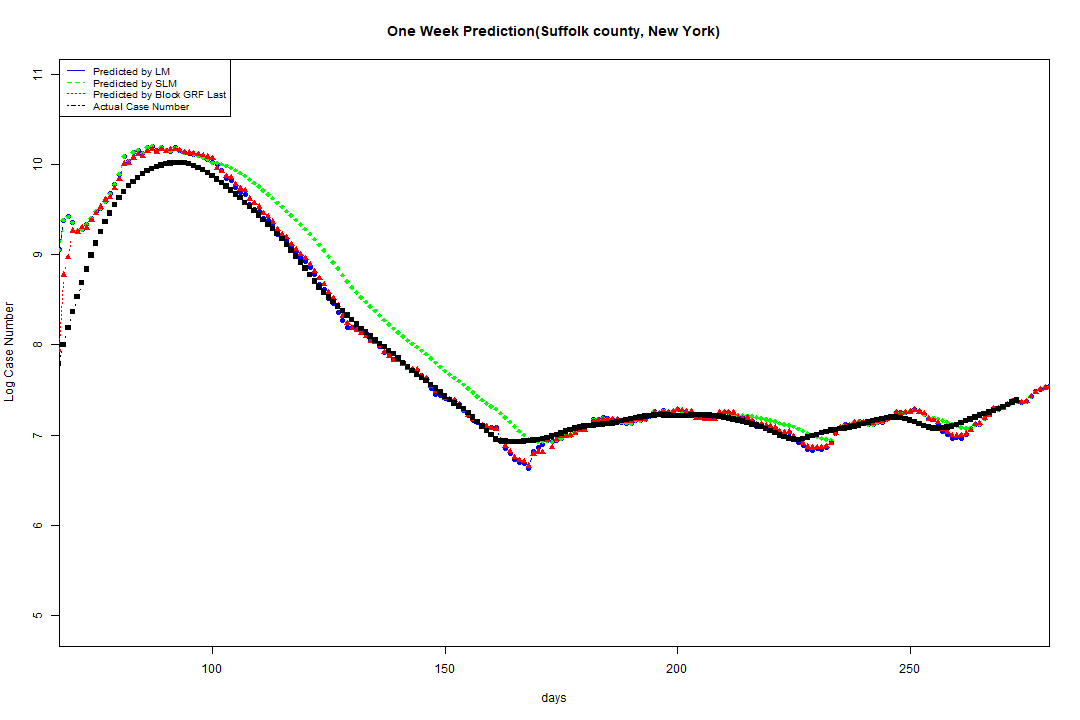 One Week Prediction(Suffolk county, New York)
Predicted by LM
Predicted by SLM
Predicted by Block GRF Last
Actual Case Number
11
10
9
8
7
6
5
Log Case Number
100 150 200 250
days